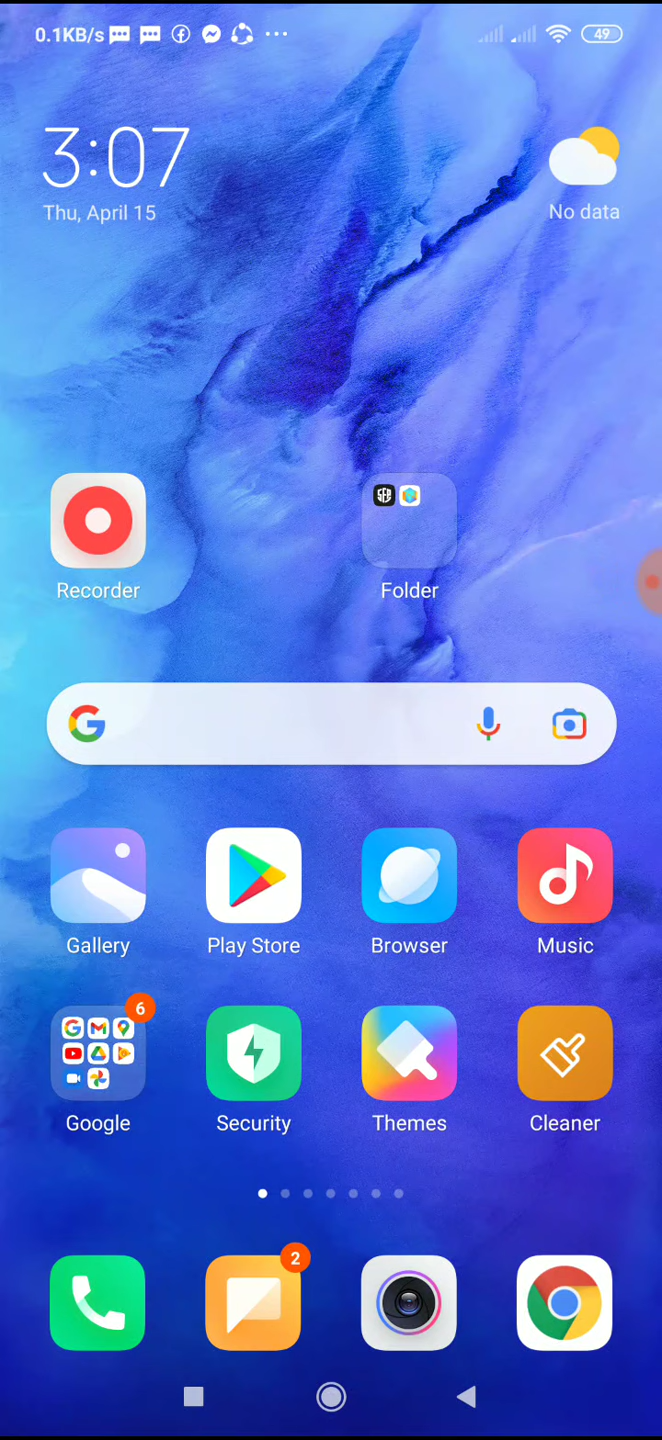 0.1KB/s 49
3:07
Thu, April 15
No data
Recorder
Folder
Gallery
Play Store
Browser
Music
6
Google
Security
Themes
Cleaner
2